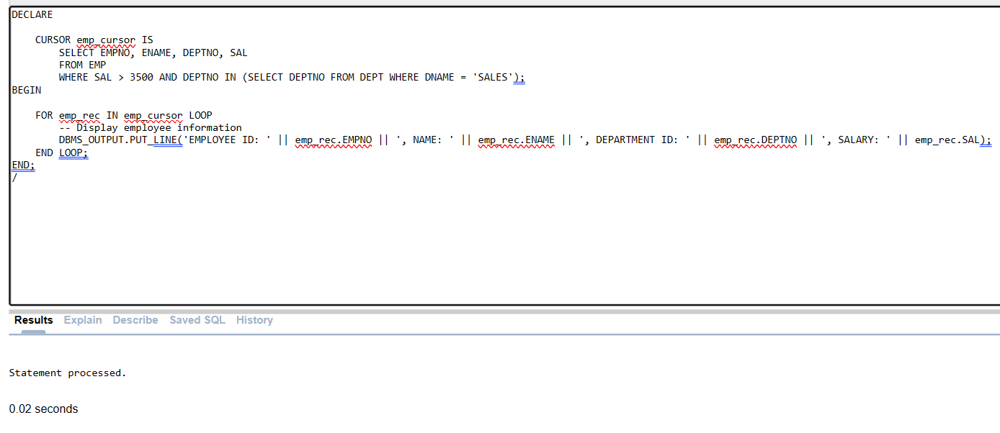 DECLARE
CURSOR emp_cursor IS
SELECT EMPNO, ENAME, DEPTNO, SAL
FROM EMP
WHERE SAL > 3500 AND DEPTNO IN (SELECT DEPTNO FROM DEPT WHERE DNAME = 'SALES');
BEGIN
FOR emp_rec IN emp_cursor LOOP
-- Display employee information
DBMS_OUTPUT.PUT_LINE('EMPLOYEE ID: ' || emp_rec.EMPNO || ', NAME: ' || emp_rec.ENAME || ', DEPARTMENT ID: ' || emp_rec.DEPTNO || ', SALARY: ' || emp_rec.SAL);
END LOOP;
END;
/
Results Explain Describe Saved SQL History
Statement processed.
0.02 seconds